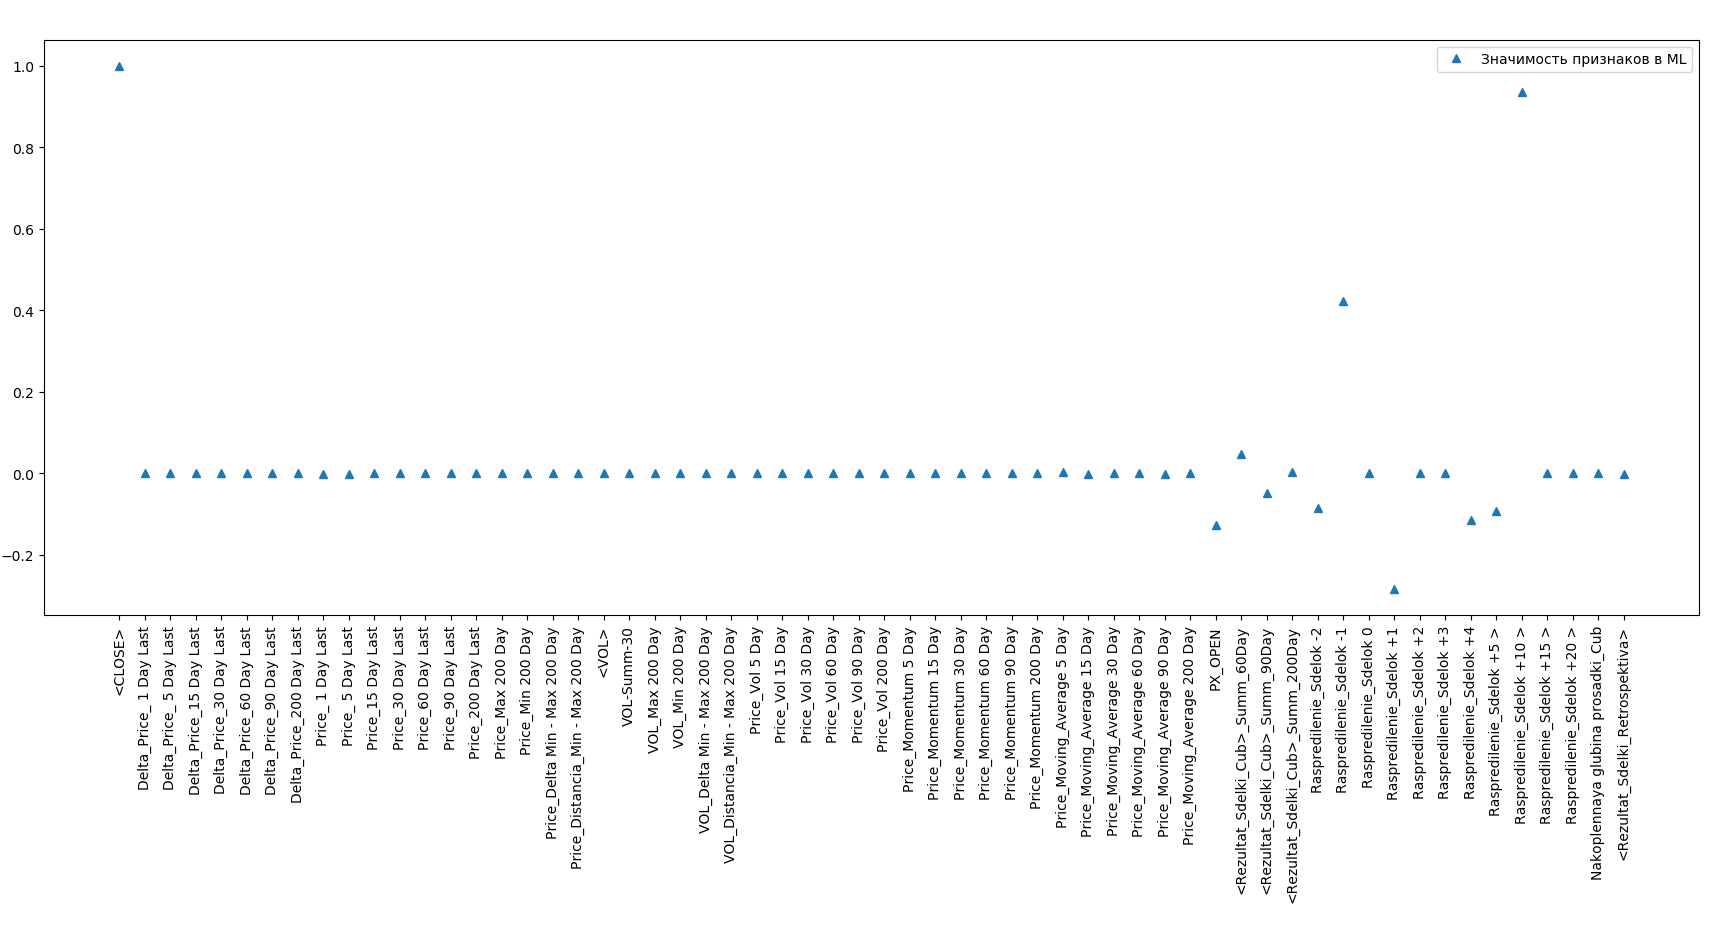 Значимость признаков в ML
1.0
0.8
0.6
0.4
0.2
0.0
−0.2
<CLOSE>
Delta_Price_ 1 Day Last
Delta_Price_ 5 Day Last
Delta_Price_15 Day Last
Delta_Price_30 Day Last
Delta_Price_60 Day Last
Delta_Price_90 Day Last
Delta_Price_200 Day Last
Price_ 1 Day Last
Price_ 5 Day Last
Price_15 Day Last
Price_30 Day Last
Price_60 Day Last
Price_90 Day Last
Price_200 Day Last
Price_Max 200 Day
Price_Min 200 Day
Price_Delta Min - Max 200 Day
Price_Distancia_Min - Max 200 Day
<VOL>
VOL-Summ-30
VOL_Max 200 Day
VOL_Min 200 Day
VOL_Delta Min - Max 200 Day
VOL_Distancia_Min - Max 200 Day
Price_Vol 5 Day
Price_Vol 15 Day
Price_Vol 30 Day
Price_Vol 60 Day
Price_Vol 90 Day
Price_Vol 200 Day
Price_Momentum 5 Day
Price_Momentum 15 Day
Price_Momentum 30 Day
Price_Momentum 60 Day
Price_Momentum 90 Day
Price_Momentum 200 Day
Price_Moving_Average 5 Day
Price_Moving_Average 15 Day
Price_Moving_Average 30 Day
Price_Moving_Average 60 Day
Price_Moving_Average 90 Day
Price_Moving_Average 200 Day
PX_OPEN
<Rezultat_Sdelki_Cub>_Summ_60Day
<Rezultat_Sdelki_Cub>_Summ_90Day
<Rezultat_Sdelki_Cub>_Summ_200Day
Raspredilenie_Sdelok -2
Raspredilenie_Sdelok -1
Raspredilenie_Sdelok 0
Raspredilenie_Sdelok +1
Raspredilenie_Sdelok +2
Raspredilenie_Sdelok +3
Raspredilenie_Sdelok +4
Raspredilenie_Sdelok +5 >
Raspredilenie_Sdelok +10 >
Raspredilenie_Sdelok +15 >
Raspredilenie_Sdelok +20 >
Nakoplennaya glubina prosadki_Cub
<Rezultat_Sdelki_Retrospektiva>